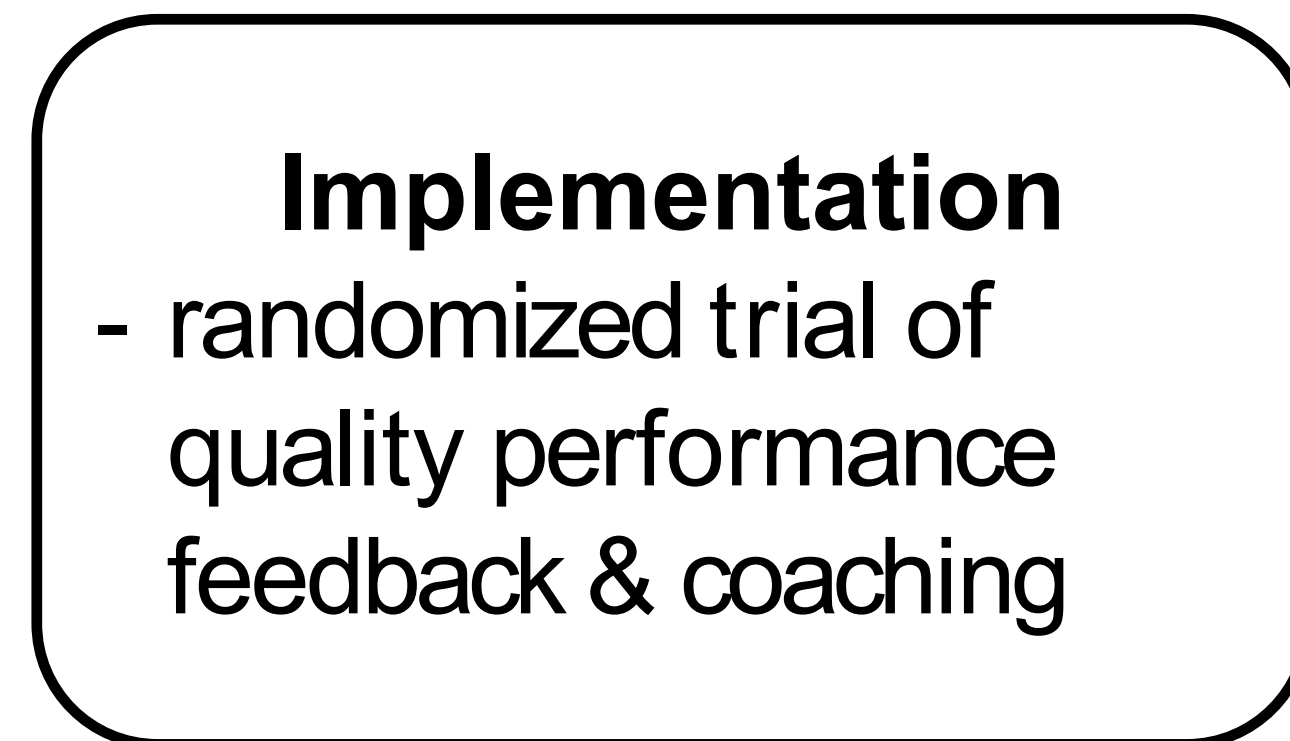 Implementation
- randomized trial of
quality performance
feedback & coaching